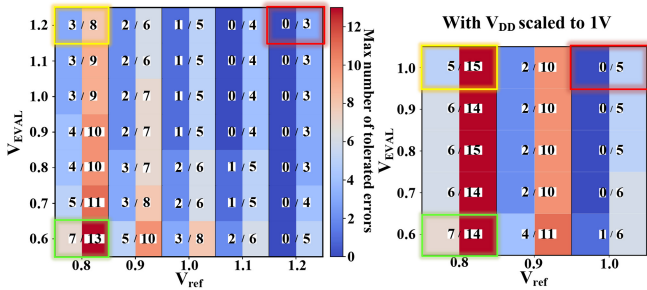 1.2 3 / 8 2 / 6 1 / 5 0 / 4 0 / 3
1.1 3 / 9 2 / 6 1 / 5 0 / 4 0 / 3
1.0 3 / 9 2 / 7 1 / 5 0 / 4 0 / 3
0.9 4 / 10 2 / 7 1 / 5 0 / 4 0 / 3
0.8 4 / 10 3 / 7 2 / 6 1 / 5 0 / 3
0.7 5 / 11 3 / 8 2 / 6 1 / 5 0 / 4
0.6 7 / 13 5 / 10 3 / 8 2 / 6 0 / 5
0.8 0.9 1.0 1.1 1.2
V_EVAL
V_ref
12
10
8
6
4
2
0
Max number of tolerated errors
With V_DD scaled to 1V
1.0 5 / 15 2 / 10 0 / 5
0.9 6 / 14 2 / 10 0 / 5
0.8 6 / 15 2 / 10 0 / 5
0.7 6 / 14 2 / 10 0 / 6
0.6 7 / 14 4 / 11 1 / 6
0.8 0.9 1.0
V_EVAL
V_ref